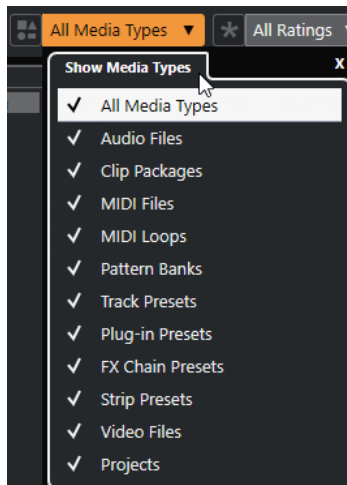 All Media Types
All Ratings
Show Media Types
X
All Media Types
Audio Files
Clip Packages
MIDI Files
MIDI Loops
Pattern Banks
Track Presets
Plug-in Presets
FX Chain Presets
Strip Presets
Video Files
Projects